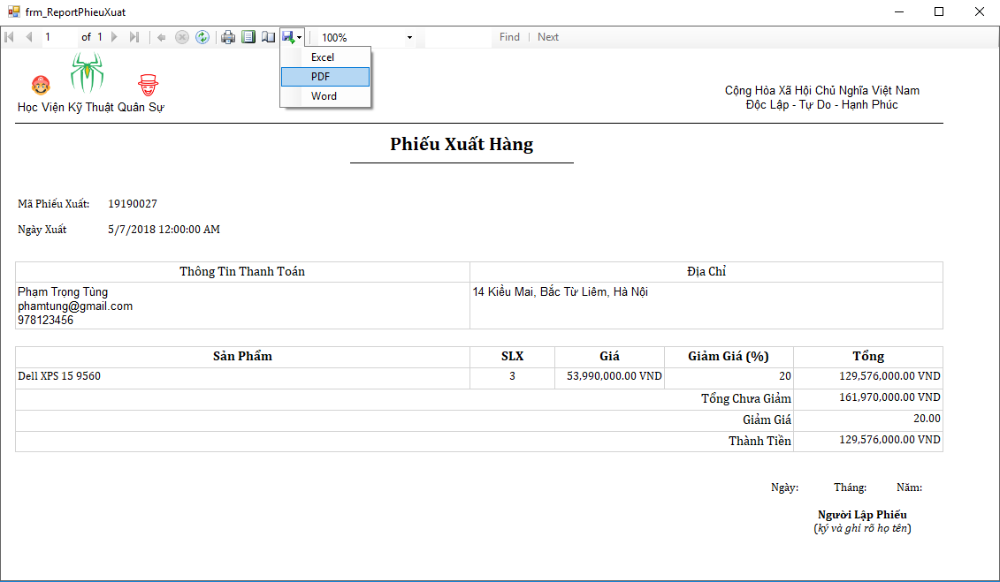 frm_ReportPhieuXuat
1 of 1 100% Find | Next
Excel
PDF
Word
Học Viện Kỹ Thuật Quân Sự
Cộng Hòa Xã Hội Chủ Nghĩa Việt Nam
Độc Lập - Tự Do - Hạnh Phúc
Phiếu Xuất Hàng
Mã Phiếu Xuất: 19190027
Ngày Xuất 5/7/2018 12:00:00 AM
Thông Tin Thanh Toán Địa Chỉ
Phạm Trọng Tùng 14 Kiều Mai, Bắc Từ Liêm, Hà Nội
phamtung@gmail.com
978123456
Sản Phẩm SLX Giá Giảm Giá (%) Tổng
Dell XPS 15 9560 3 53,990,000.00 VND 20 129,576,000.00 VND
Tổng Chưa Giảm 161,970,000.00 VND
Giảm Giá 20.00
Thành Tiền 129,576,000.00 VND
Ngày: Tháng: Năm:
Người Lập Phiếu
(ký và ghi rõ họ tên)